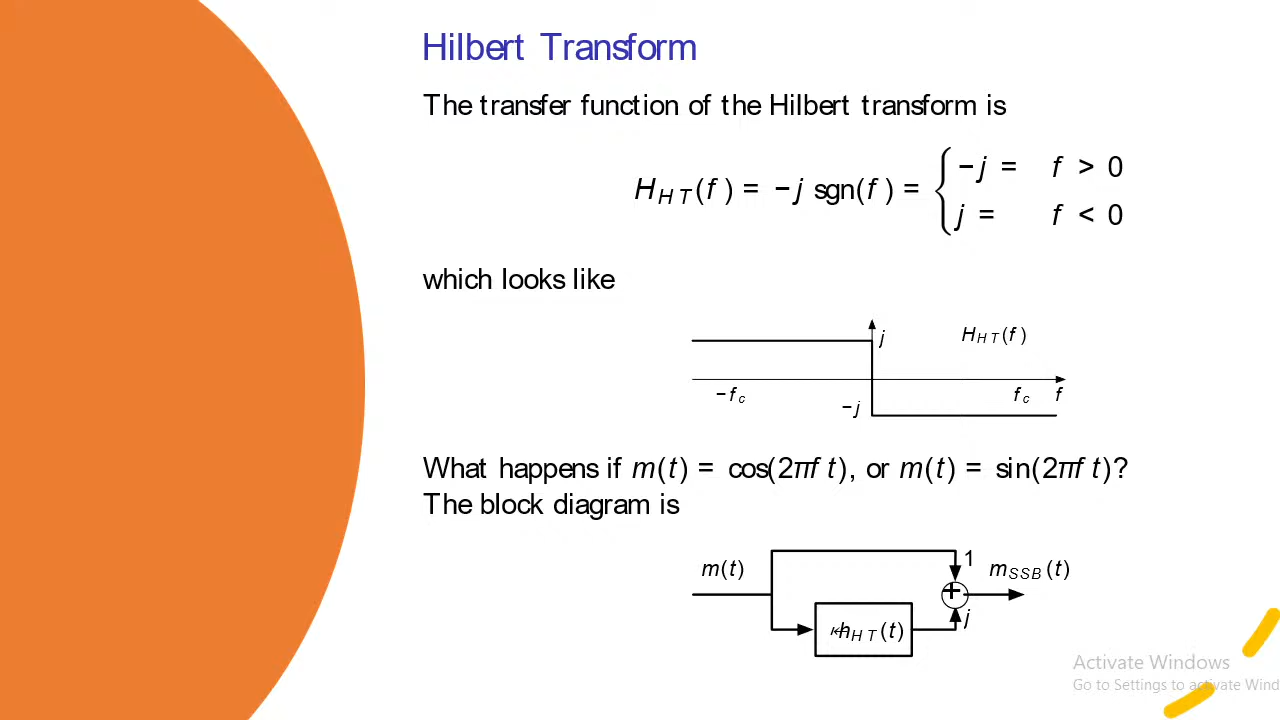 Hilbert Transform
The transfer function of the Hilbert transform is
H_HT(f) = −j sgn(f) = { −j = f > 0
j = f < 0
which looks like
j H_HT(f)
−f_c −j f_c f
What happens if m(t) = cos(2πf t), or m(t) = sin(2πf t)?
The block diagram is
m(t) 1 m_SSB(t)
+
j
h_HT(t)
Activate Windows
Go to Settings to activate Wind